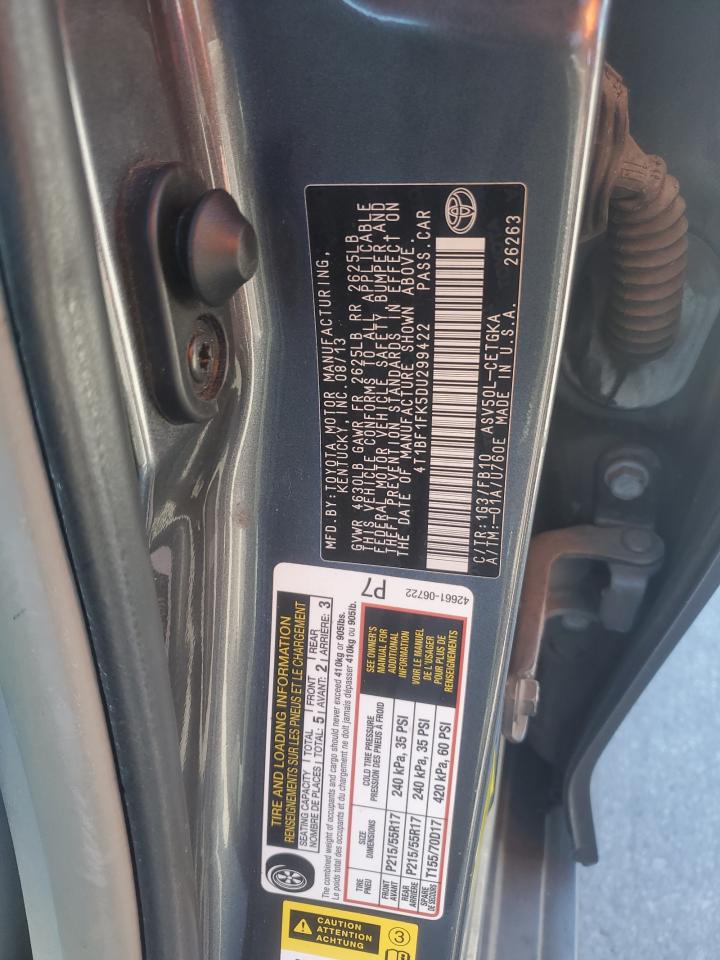 MFD.BY:TOYOTA MOTOR MANUFACTURING,
KENTUCKY, INC. 08/13
GVWR 4630LB GAWR FR 2625LB RR 2625LB
THIS VEHICLE CONFORMS TO ALL APPLICABLE
FEDERAL MOTOR VEHICLE SAFETY, BUMPER, AND
THEFT PREVENTION STANDARDS IN EFFECT ON
THE DATE OF MANUFACTURE SHOWN ABOVE.
4T1BF1FK5DU299422 PASS.CAR
C/TR:1G3/FB10 ASV50L-CETGKA
A/TM:-01A/U760E MADE IN U.S.A. 26263
TIRE AND LOADING INFORMATION
RENSEIGNEMENTS SUR LES PNEUS ET LE CHARGEMENT
P7
42661-06722
SEATING CAPACITY | TOTAL 5 | FRONT 2 | REAR 3
NOMBRE DE PLACES | TOTAL: | AVANT: | ARRIÈRE:
The combined weight of occupants and cargo should never exceed 410kg or 905lbs.
Le poids total des occupants et du chargement ne doit jamais dépasser 410kg ou 905lb.
TIRE PNEU SIZE DIMENSIONS COLD TIRE PRESSURE PRESSION DES PNEUS À FROID
FRONT AVANT P215/55R17 240 kPa, 35 PSI
REAR ARRIÈRE P215/55R17 240 kPa, 35 PSI
SPARE DE SECOURS T155/70D17 420 kPa, 60 PSI
SEE OWNER'S
MANUAL FOR
ADDITIONAL
INFORMATION
VOIR LE MANUEL
DE L'USAGER
POUR PLUS DE
RENSEIGNEMENTS
CAUTION
ATTENTION
ACHTUNG
3